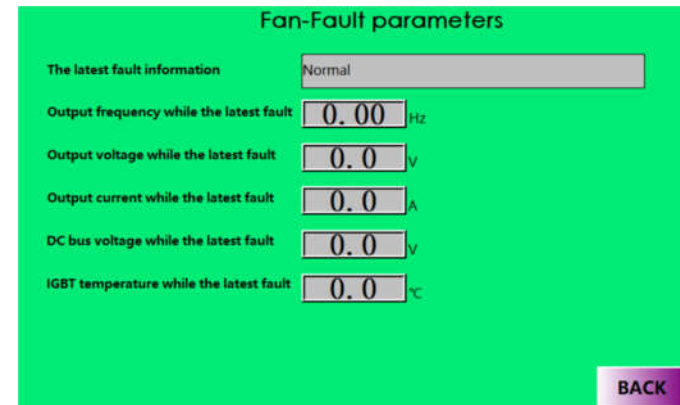 Fan-Fault parameters
The latest fault information Normal
Output frequency while the latest fault 0.00 Hz
Output voltage while the latest fault 0.0 V
Output current while the latest fault 0.0 A
DC bus voltage while the latest fault 0.0 V
IGBT temperature while the latest fault 0.0 ℃
BACK